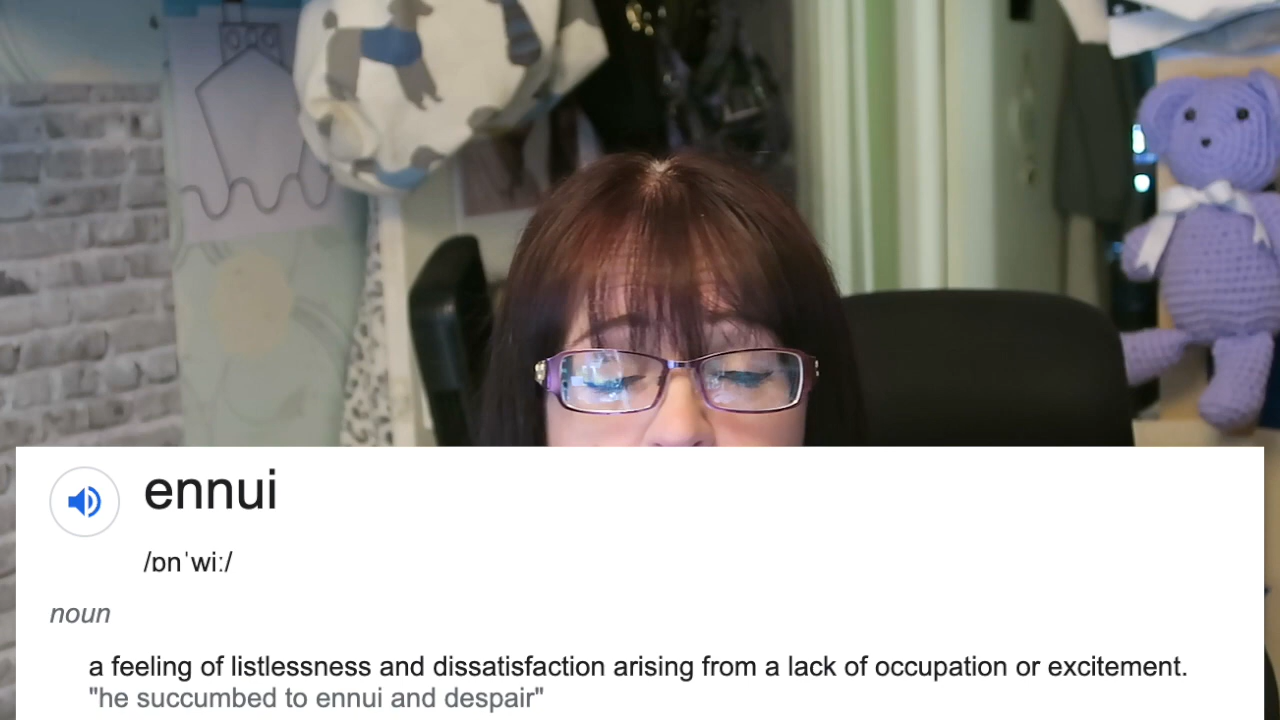 ennui
/ɒnˈwiː/
noun
a feeling of listlessness and dissatisfaction arising from a lack of occupation or excitement.
"he succumbed to ennui and despair"